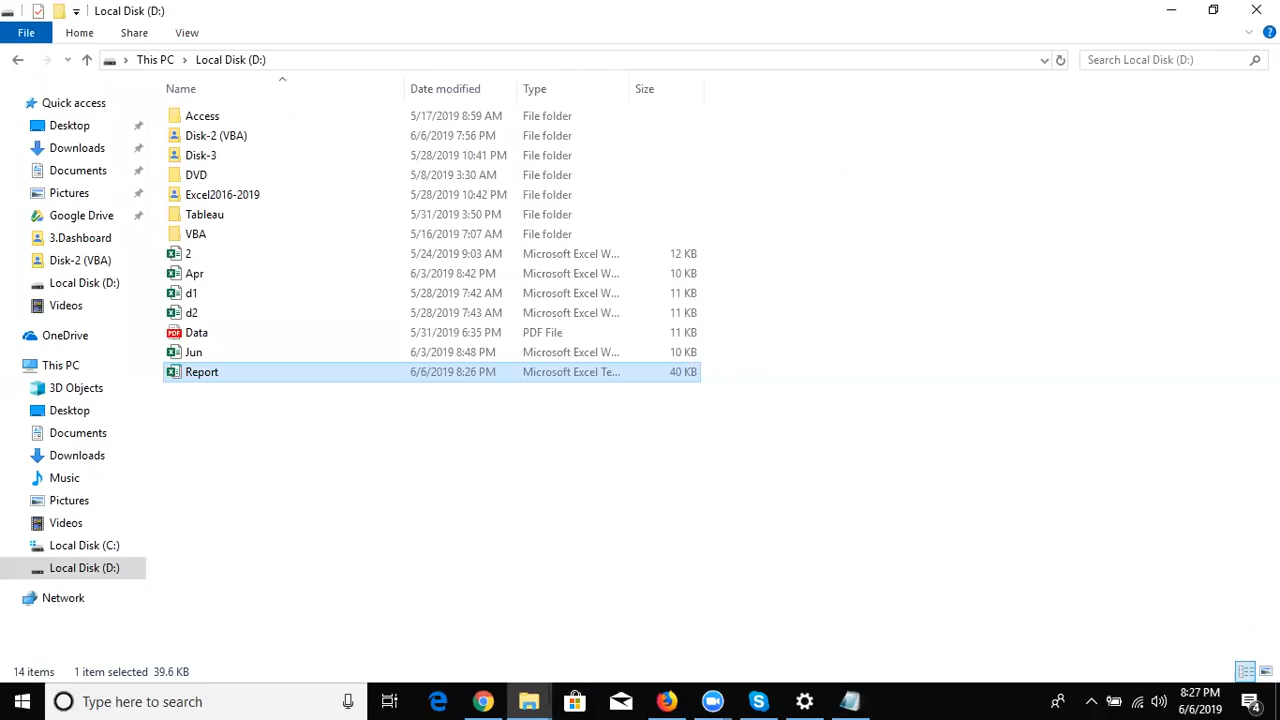 Local Disk (D:)
File Home Share View
This PC Local Disk (D:) Search Local Disk (D:)
Name Date modified Type Size
Quick access
Desktop
Downloads
Documents
Pictures
Google Drive
3.Dashboard
Disk-2 (VBA)
Local Disk (D:)
Videos
OneDrive
This PC
3D Objects
Desktop
Documents
Downloads
Music
Pictures
Videos
Local Disk (C:)
Local Disk (D:)
Network
Access 5/17/2019 8:59 AM File folder
Disk-2 (VBA) 6/6/2019 7:56 PM File folder
Disk-3 5/28/2019 10:41 PM File folder
DVD 5/8/2019 3:30 AM File folder
Excel2016-2019 5/28/2019 10:42 PM File folder
Tableau 5/31/2019 3:50 PM File folder
VBA 5/16/2019 7:07 AM File folder
2 5/24/2019 9:03 AM Microsoft Excel W... 12 KB
Apr 6/3/2019 8:42 PM Microsoft Excel W... 10 KB
d1 5/28/2019 7:42 AM Microsoft Excel W... 11 KB
d2 5/28/2019 7:43 AM Microsoft Excel W... 11 KB
PDF Data 5/31/2019 6:35 PM PDF File 11 KB
Jun 6/3/2019 8:48 PM Microsoft Excel W... 10 KB
Report 6/6/2019 8:26 PM Microsoft Excel Te... 40 KB
14 items 1 item selected 39.6 KB
Type here to search
8:27 PM
6/6/2019
4